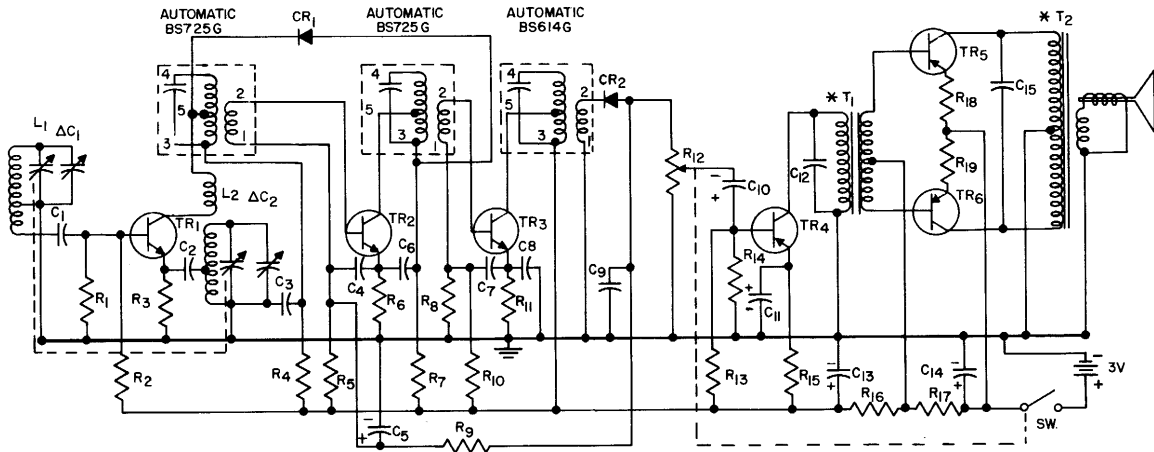 AUTOMATIC
BS725G
CR1
AUTOMATIC
BS725G
AUTOMATIC
BS614G
* T2
4
5
3
2
1
4
5
3
2
1
4
3
2
1
CR2
TR5
C15
R18
R19
TR6
* T1
C12
L1 ΔC1
C1
L2 ΔC2
TR1
C2
C3
R1
R3
TR2
C6
C4
R6
R8
TR3
C8
C7
R11
C9
R12
C10
-
+
TR4
R14
+
-
C11
R2
R4
R5
R7
R10
R13
R15
-
+
C13
-
+
C14
-
+
3V
R16
R17
SW.
-
+
C5
R9